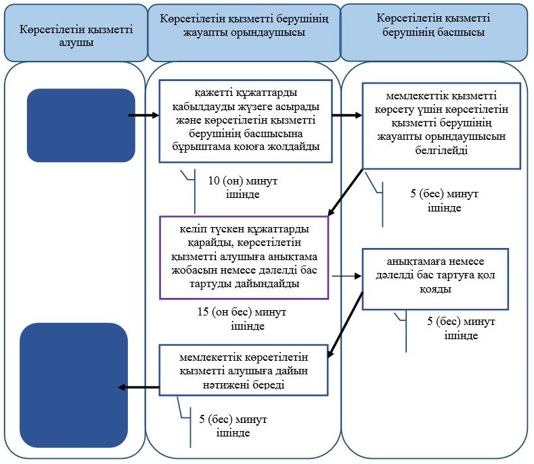 Көрсетілетін қызметті
алушы
Көрсетілетін қызметті берушінің
жауапты орындаушысы
Көрсетілетін қызметті
берушінің басшысы
қажетті құжаттарды
қабылдауды жүзеге асырады
және көрсетілетін қызметті
берушінің басшысына
бұрыштама қоюға жолдайды
мемлекеттік қызметті
көрсету үшін көрсетілетін
қызметті берушінің
жауапты орындаушысын
белгілейді
10 (он) минут
ішінде
5 (бес) минут
ішінде
келіп түскен құжаттарды
қарайды, көрсетілетін
қызметті алушыға анықтама
жобасын немесе дәлелді бас
тартуды дайындайды
анықтамаға немесе
дәлелді бас тартуға қол
қояды
15 (он бес) минут
ішінде
5 (бес) минут
ішінде
мемлекеттік көрсетілетін
қызметті алушыға дайын
нәтижені береді
5 (бес) минут
ішінде